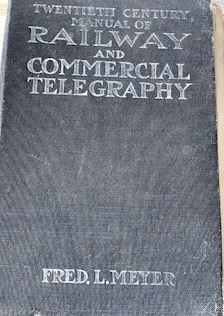 TWENTIETH CENTURY
MANUAL OF
RAILWAY
AND
COMMERCIAL
TELEGRAPHY
FRED. L. MEYER